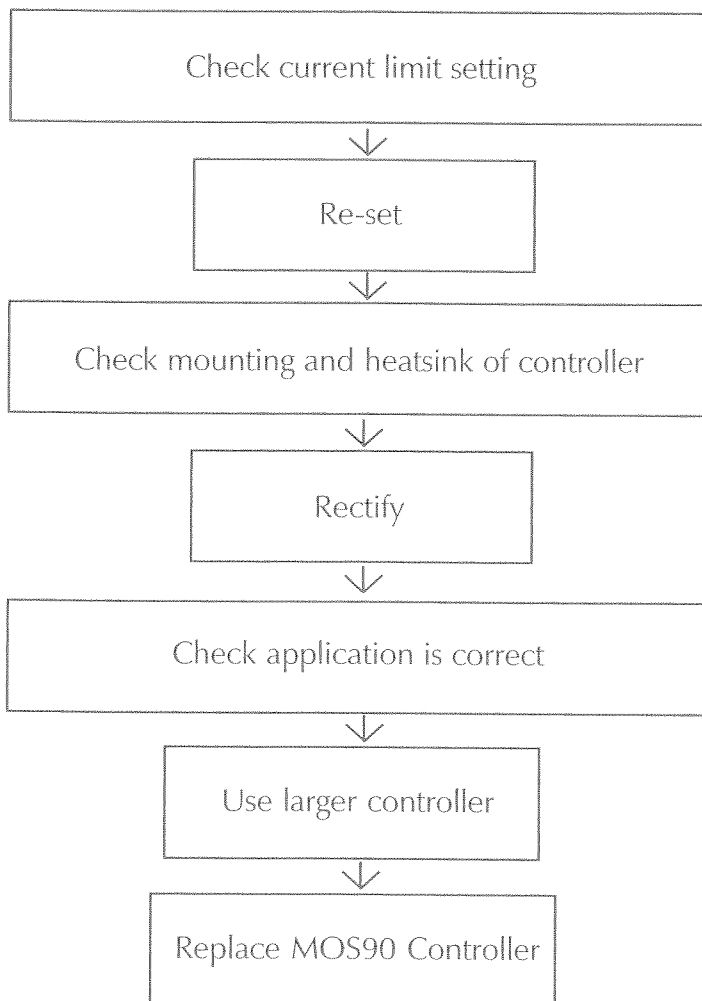 Check current limit setting
Re-set
Check mounting and heatsink of controller
Rectify
Check application is correct
Use larger controller
Replace MOS90 Controller